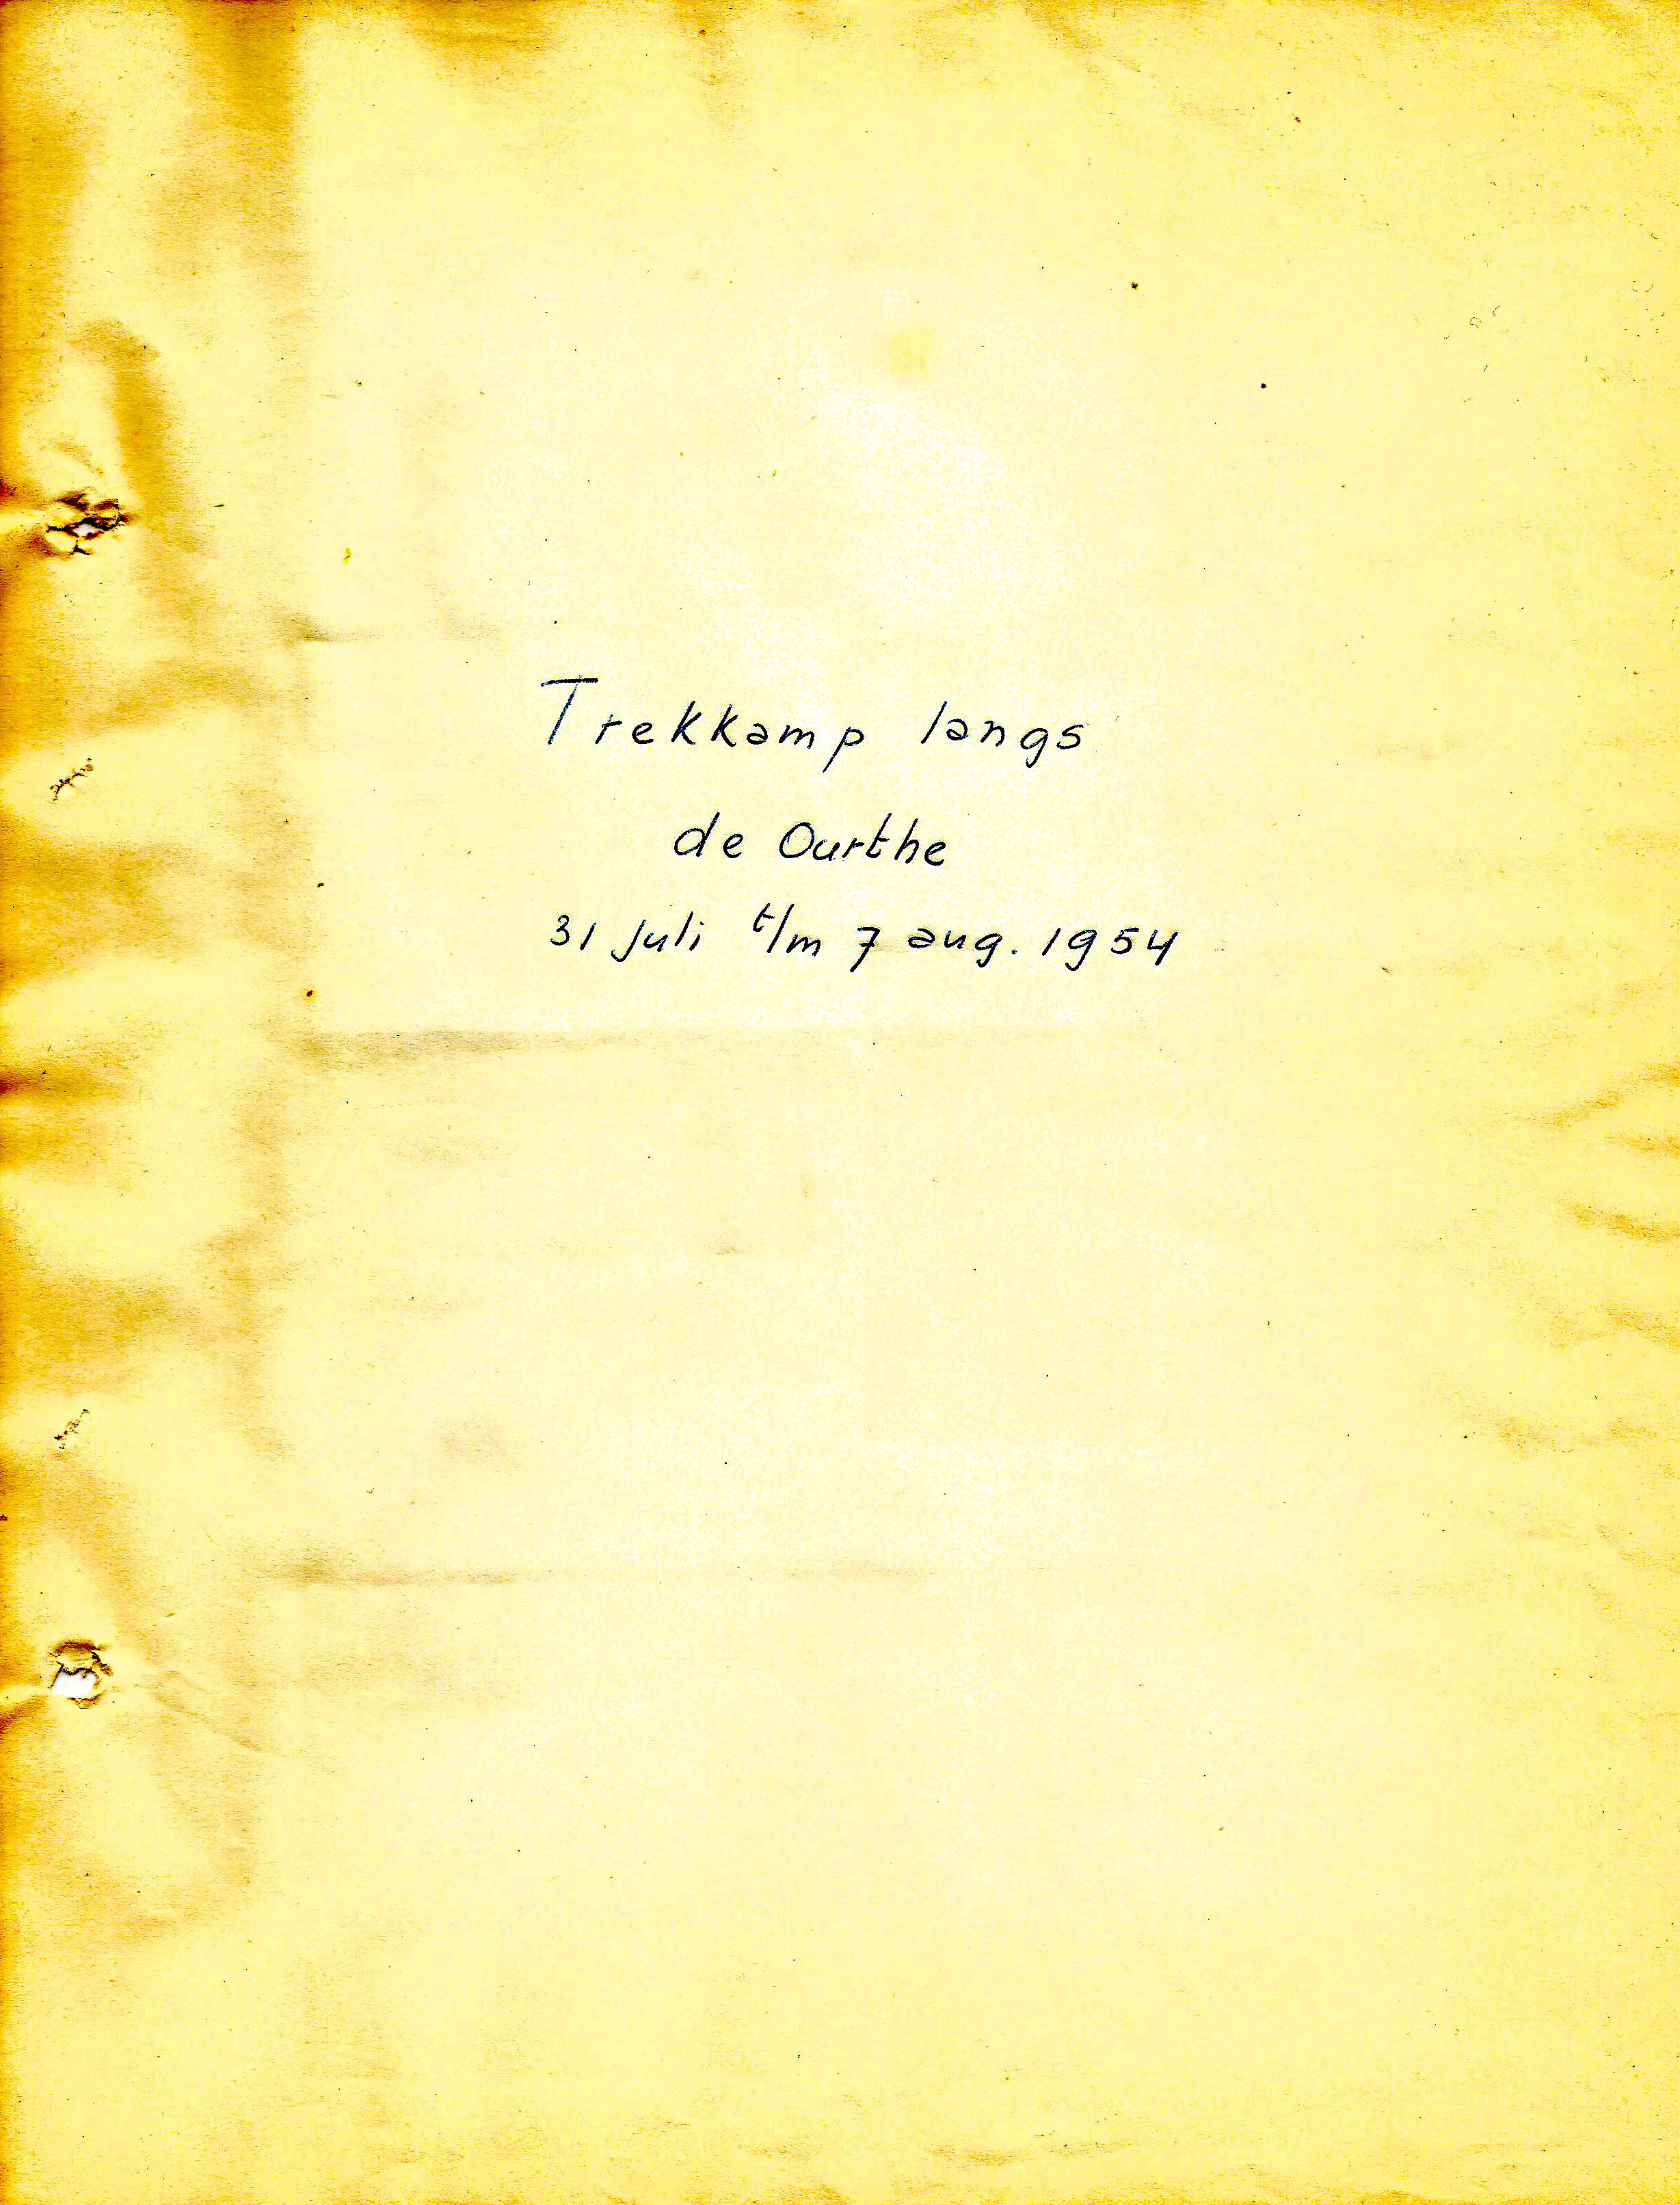 Trekkamp langs
de Ourthe
31 juli t/m 7 aug. 1954